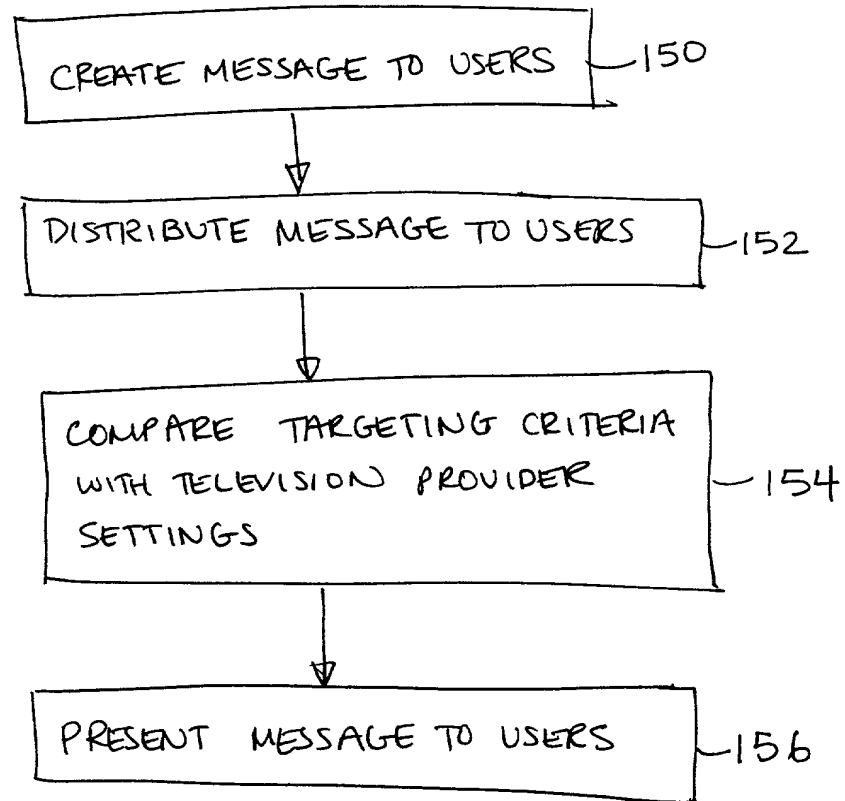 CREATE MESSAGE TO USERS
150
DISTRIBUTE MESSAGE TO USERS
152
COMPARE TARGETING CRITERIA
WITH TELEVISION PROVIDER
SETTINGS
154
PRESENT MESSAGE TO USERS
156